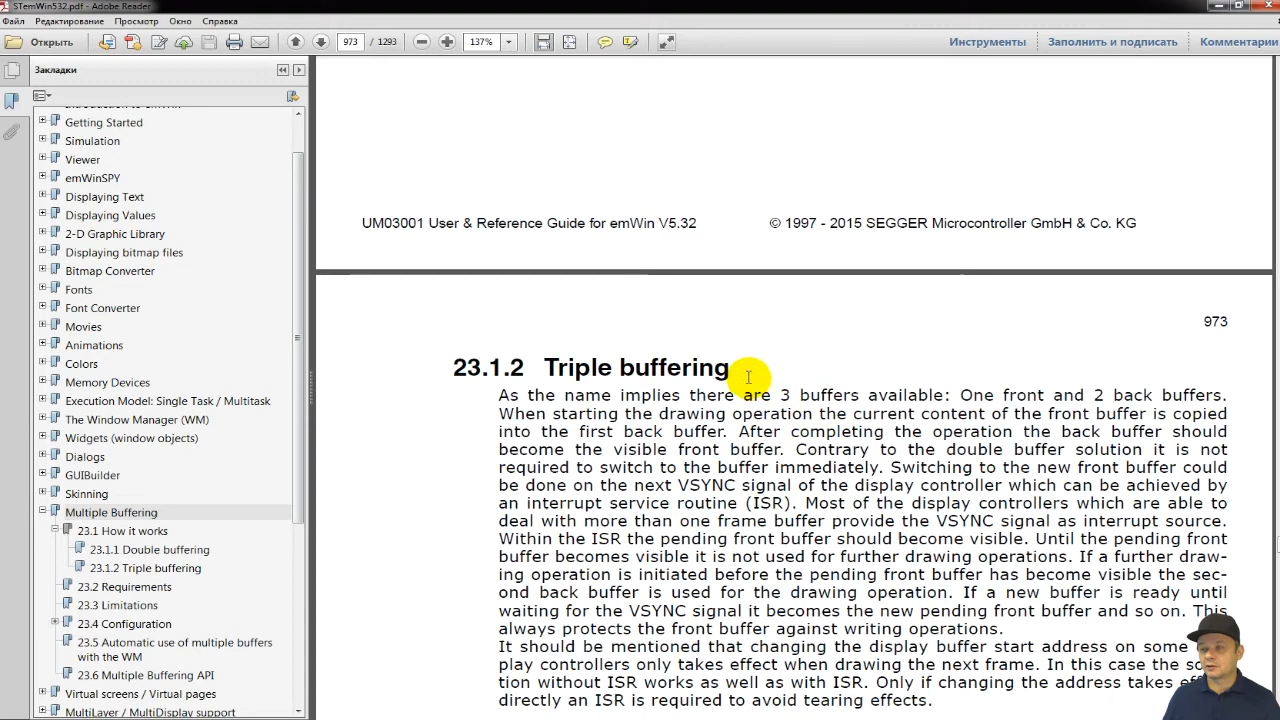 STemWin532.pdf - Adobe Reader
Файл Редактирование Просмотр Окно Справка
Открыть 973 / 1293 137% Инструменты Заполнить и подписать Комментарии
Закладки
Getting Started
Simulation
Viewer
emWinSPY
Displaying Text
Displaying Values
2-D Graphic Library
Displaying bitmap files
Bitmap Converter
Fonts
Font Converter
Movies
Animations
Colors
Memory Devices
Execution Model: Single Task / Multitask
The Window Manager (WM)
Widgets (window objects)
Dialogs
GUIBuilder
Skinning
Multiple Buffering
23.1 How it works
23.1.1 Double buffering
23.1.2 Triple buffering
23.2 Requirements
23.3 Limitations
23.4 Configuration
23.5 Automatic use of multiple buffers
with the WM
23.6 Multiple Buffering API
Virtual screens / Virtual pages
MultiLayer / MultiDisplay support
UM03001 User & Reference Guide for emWin V5.32 © 1997 - 2015 SEGGER Microcontroller GmbH & Co. KG
973
23.1.2 Triple buffering
As the name implies there are 3 buffers available: One front and 2 back buffers.
When starting the drawing operation the current content of the front buffer is copied
into the first back buffer. After completing the operation the back buffer should
become the visible front buffer. Contrary to the double buffer solution it is not
required to switch to the buffer immediately. Switching to the new front buffer could
be done on the next VSYNC signal of the display controller which can be achieved by
an interrupt service routine (ISR). Most of the display controllers which are able to
deal with more than one frame buffer provide the VSYNC signal as interrupt source.
Within the ISR the pending front buffer should become visible. Until the pending front
buffer becomes visible it is not used for further drawing operations. If a further draw-
ing operation is initiated before the pending front buffer has become visible the sec-
ond back buffer is used for the drawing operation. If a new buffer is ready until
waiting for the VSYNC signal it becomes the new pending front buffer and so on. This
always protects the front buffer against writing operations.
It should be mentioned that changing the display buffer start address on some
play controllers only takes effect when drawing the next frame. In this case the
tion without ISR works as well as with ISR. Only if changing the address takes
directly an ISR is required to avoid tearing effects.